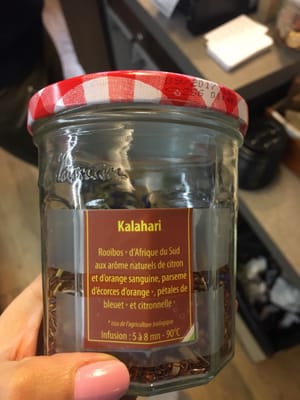 Kalahari
Rooibos * d'Afrique du Sud
aux arôme naturels de citron
et d'orange sanguine, parsemé
d'écorces d'orange *, pétales de
bleuet * et citronnelle *.
* issu de l'agriculture biologique
Infusion : 5 à 8 mn - 90°C